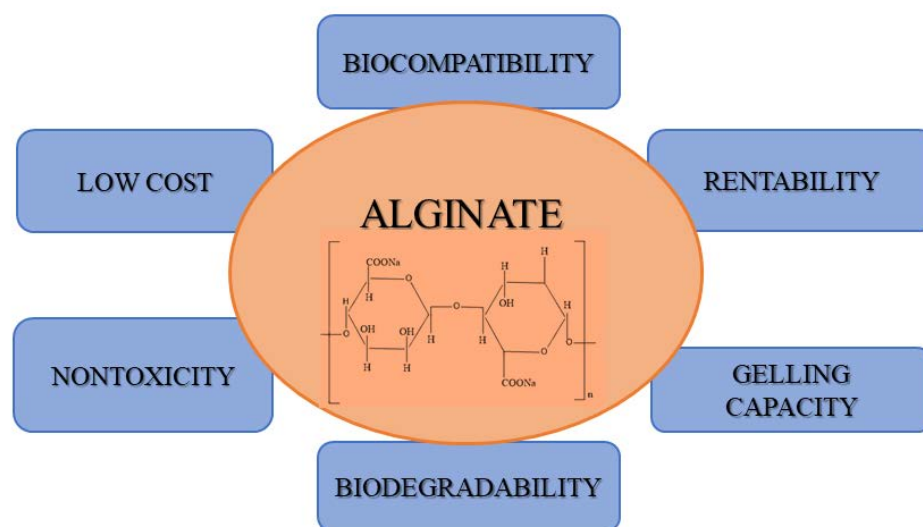 BIOCOMPATIBILITY
LOW COST
RENTABILITY
ALGINATE
COONa
H
H
H
O
H
H
O
OH
H
O
OH
OH
H
H
O
O
H
H
COONa
n
NONTOXICITY
GELLING
CAPACITY
BIODEGRADABILITY